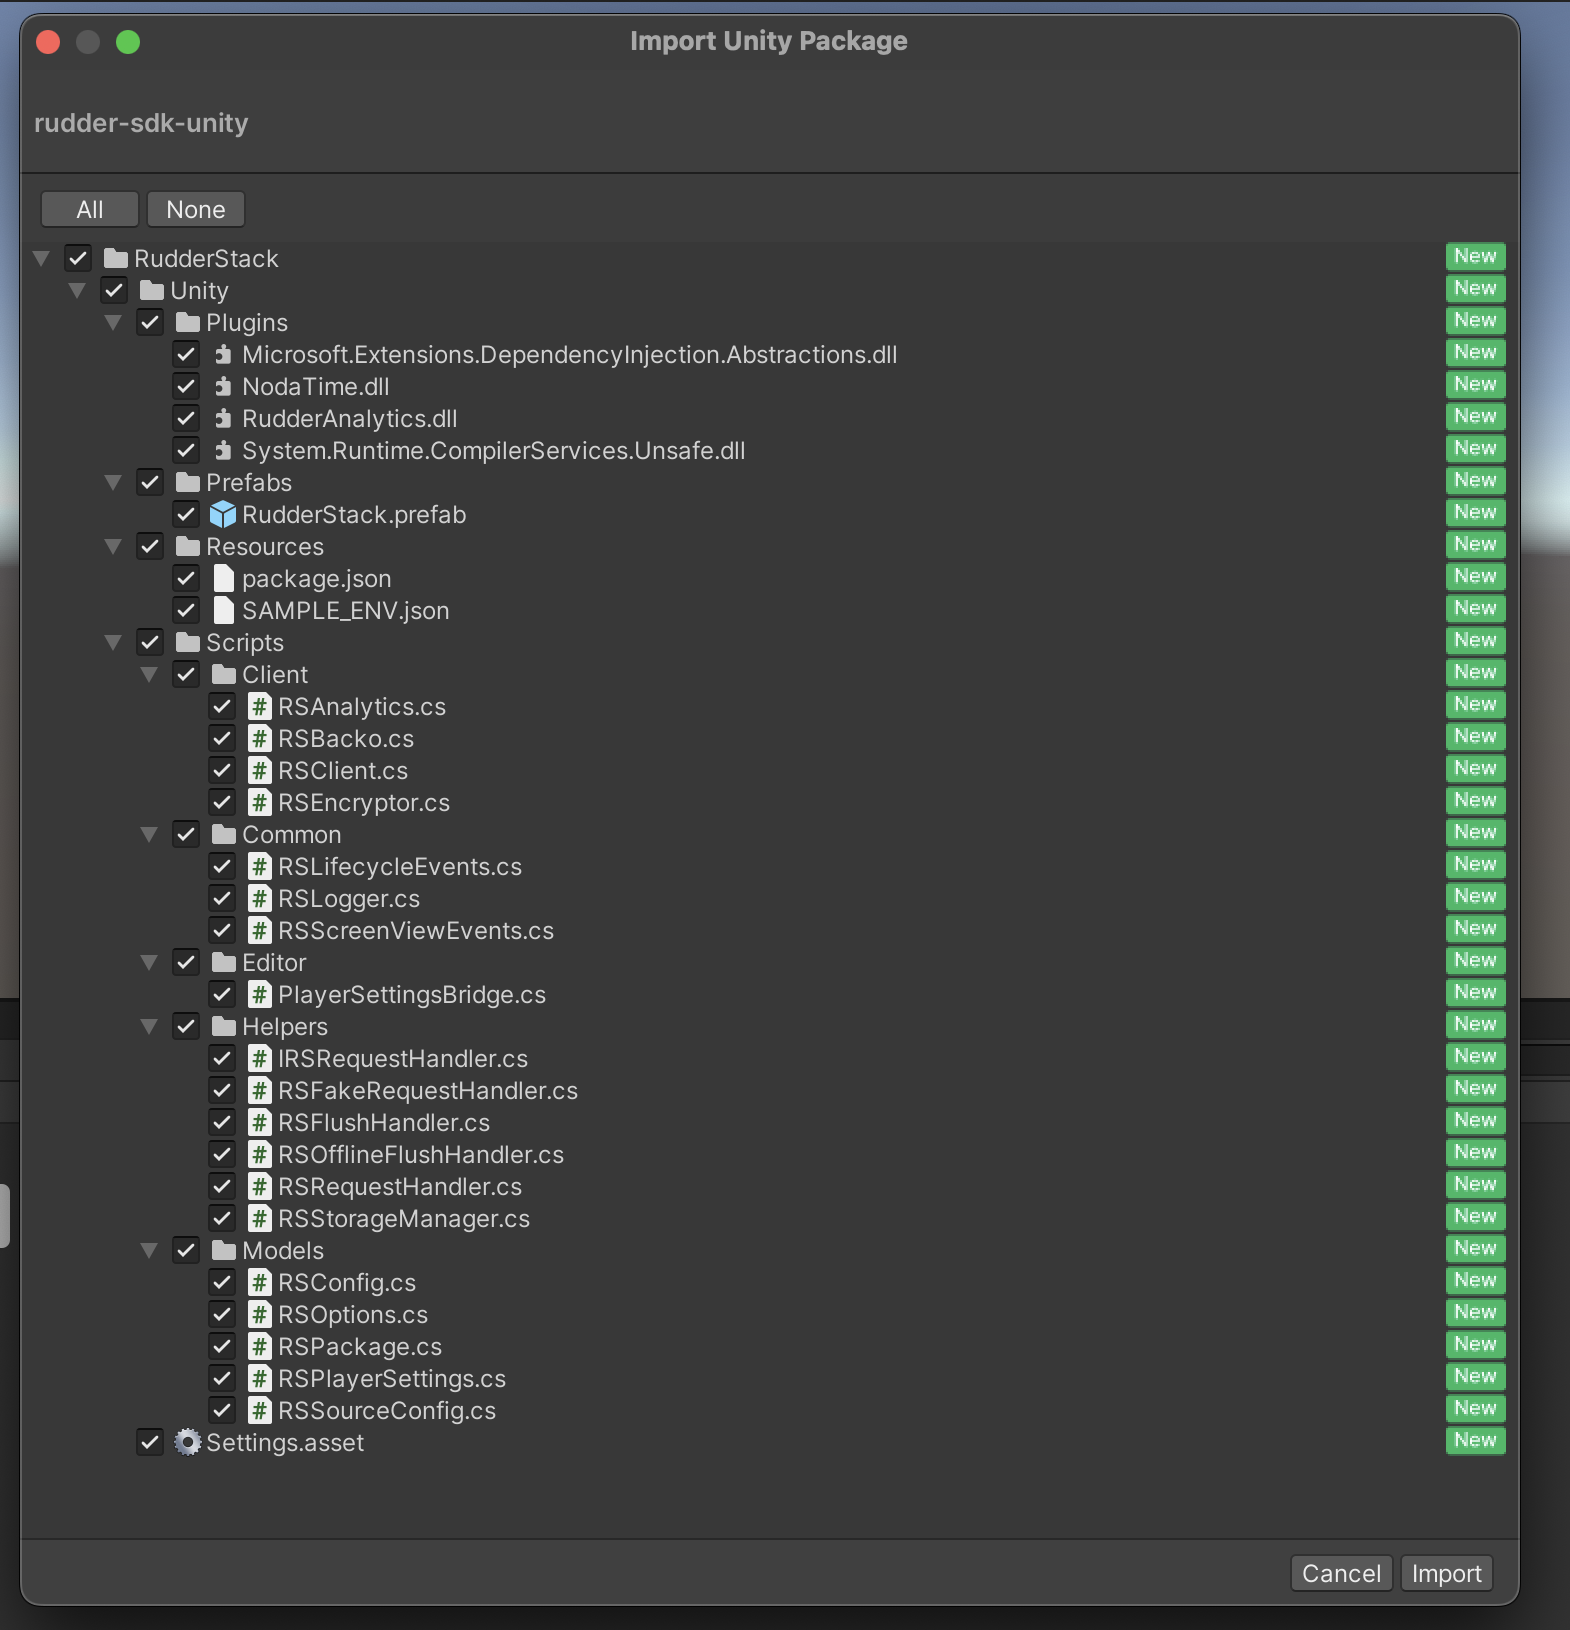 Import Unity Package
rudder-sdk-unity
All None
RudderStack New
Unity New
Plugins New
Microsoft.Extensions.DependencyInjection.Abstractions.dll New
NodaTime.dll New
RudderAnalytics.dll New
System.Runtime.CompilerServices.Unsafe.dll New
Prefabs New
RudderStack.prefab New
Resources New
package.json New
SAMPLE_ENV.json New
Scripts New
Client New
RSAnalytics.cs New
RSBacko.cs New
RSClient.cs New
RSEncryptor.cs New
Common New
RSLifecycleEvents.cs New
RSLogger.cs New
RSScreenViewEvents.cs New
Editor New
PlayerSettingsBridge.cs New
Helpers New
IRSRequestHandler.cs New
RSFakeRequestHandler.cs New
RSFlushHandler.cs New
RSOfflineFlushHandler.cs New
RSRequestHandler.cs New
RSStorageManager.cs New
Models New
RSConfig.cs New
RSOptions.cs New
RSPackage.cs New
RSPlayerSettings.cs New
RSSourceConfig.cs New
Settings.asset New
Cancel Import